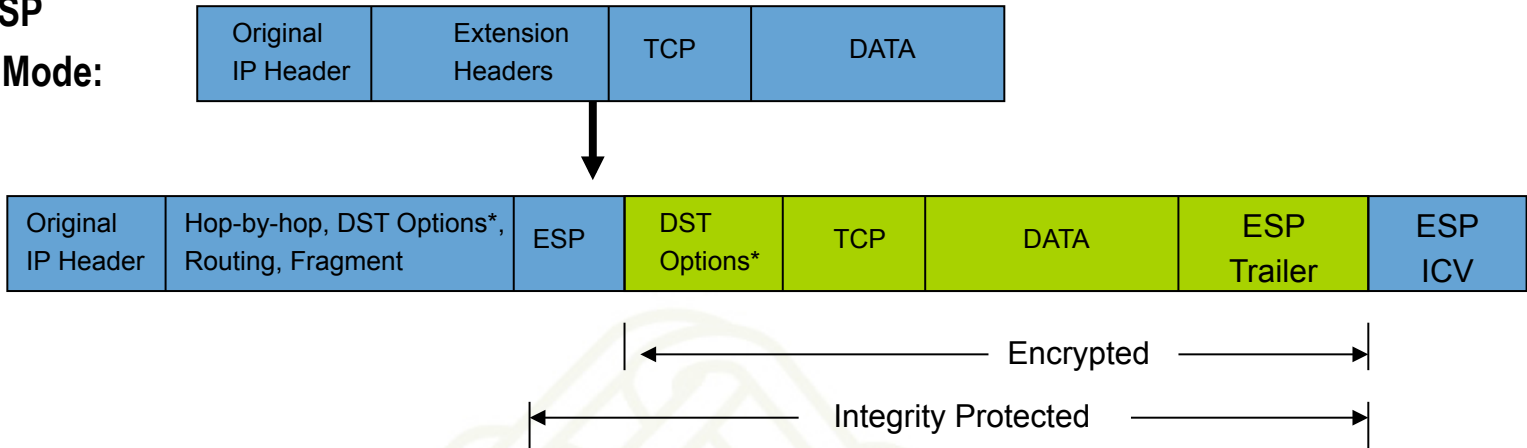 SP
Mode:
Original
IP Header
Extension
Headers
TCP
DATA
Original
IP Header
Hop-by-hop, DST Options*,
Routing, Fragment
ESP
DST
Options*
TCP
DATA
ESP
Trailer
ESP
ICV
Encrypted
Integrity Protected